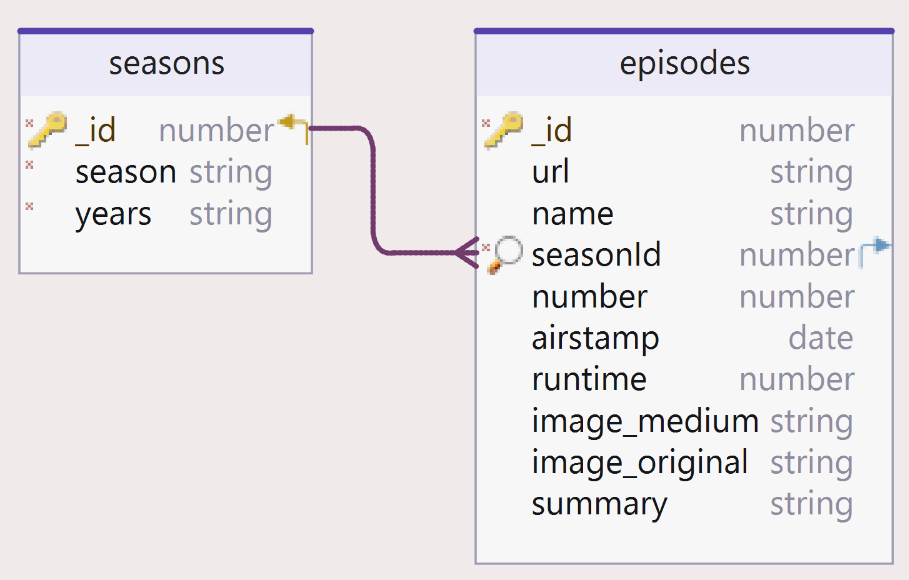 seasons
_id number
season string
years string
episodes
_id number
url string
name string
seasonId number
number number
airstamp date
runtime number
image_medium string
image_original string
summary string